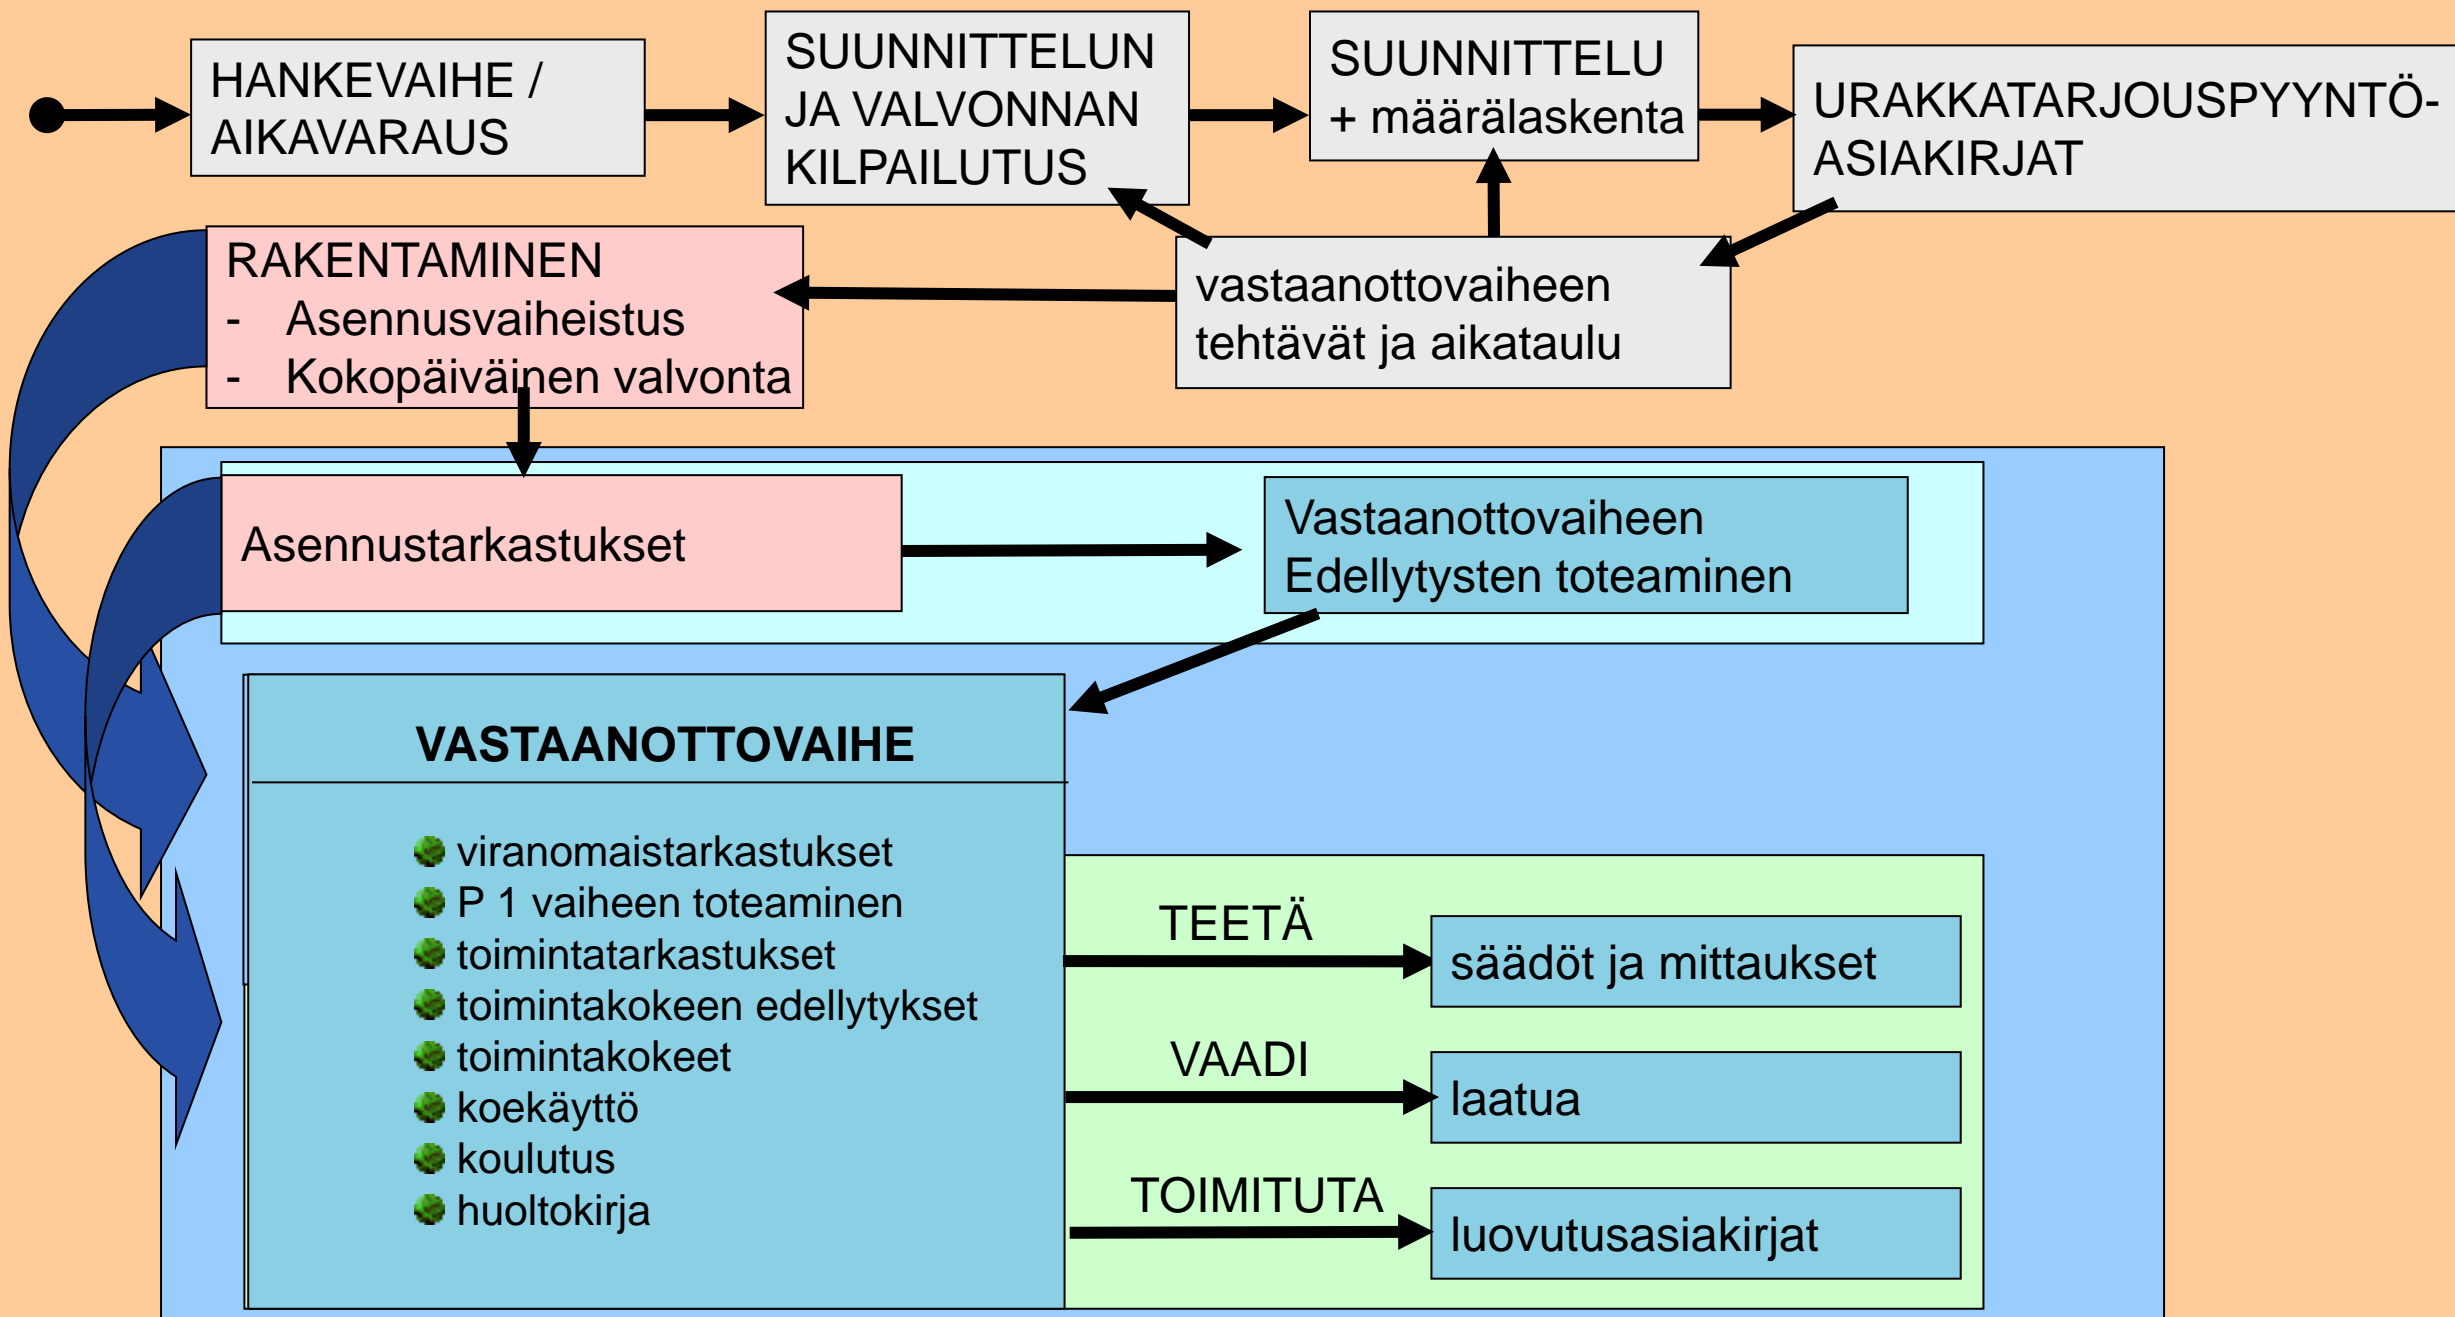 HANKEVAIHE /
AIKAVARAUS
SUUNNITTELUN
JA VALVONNAN
KILPAILUTUS
SUUNNITTELU
+ määrälaskenta
URAKKATARJOUSPYYNTÖ-
ASIAKIRJAT
vastaanottovaiheen
tehtävät ja aikataulu
RAKENTAMINEN
- Asennusvaiheistus
- Kokopäiväinen valvonta
Asennustarkastukset
Vastaanottovaiheen
Edellytysten toteaminen
VASTAANOTTOVAIHE
viranomaistarkastukset
P 1 vaiheen toteaminen
toimintatarkastukset
toimintakokeen edellytykset
toimintakokeet
koekäyttö
koulutus
huoltokirja
TEETÄ
säädöt ja mittaukset
VAADI
laatua
TOIMITUTA
luovutusasiakirjat